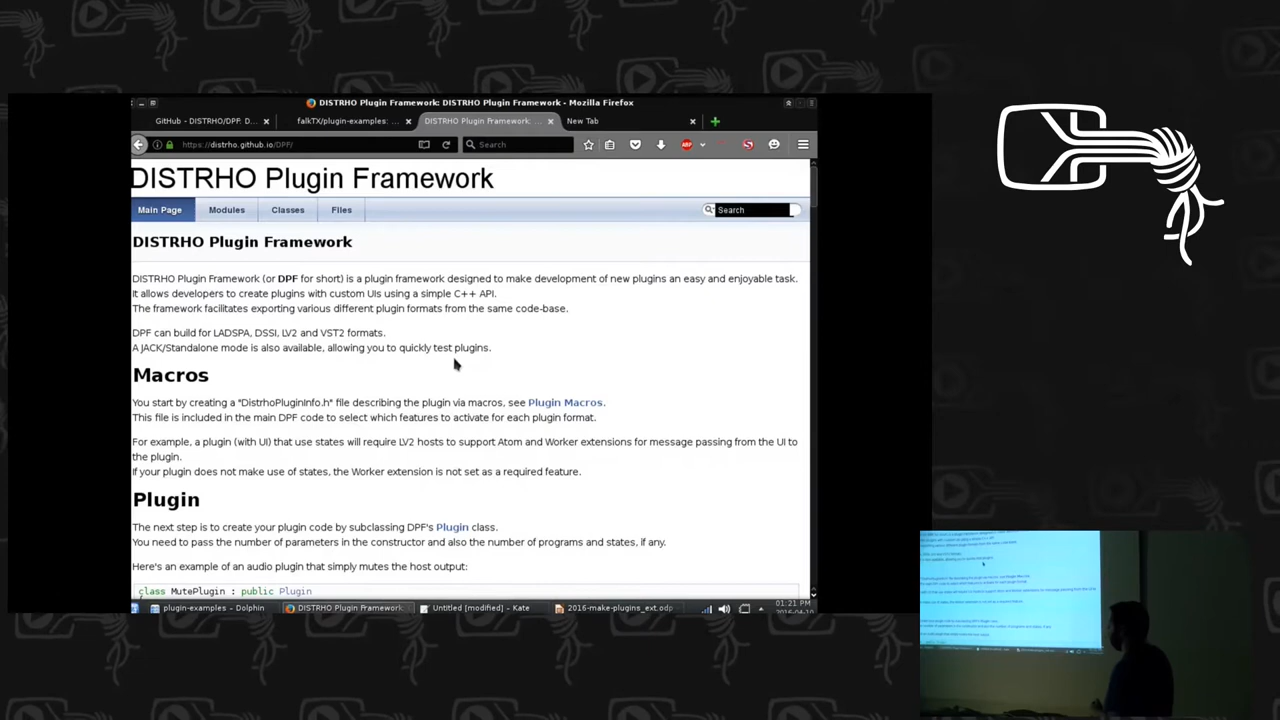 DISTRHO Plugin Framework: DISTRHO Plugin Framework - Mozilla Firefox
GitHub - DISTRHO/DPF: D...
falkTX/plugin-examples: ...
DISTRHO Plugin Framework: ...
New Tab
https://distrho.github.io/DPF/
Search
ABP
DISTRHO Plugin Framework
Main Page
Modules
Classes
Files
Search
DISTRHO Plugin Framework
DISTRHO Plugin Framework (or DPF for short) is a plugin framework designed to make development of new plugins an easy and enjoyable task.
It allows developers to create plugins with custom UIs using a simple C++ API.
The framework facilitates exporting various different plugin formats from the same code-base.
DPF can build for LADSPA, DSSI, LV2 and VST2 formats.
A JACK/Standalone mode is also available, allowing you to quickly test plugins.
Macros
You start by creating a "DistrhoPluginInfo.h" file describing the plugin via macros, see Plugin Macros.
This file is included in the main DPF code to select which features to activate for each plugin format.
For example, a plugin (with UI) that use states will require LV2 hosts to support Atom and Worker extensions for message passing from the UI to
the plugin.
If your plugin does not make use of states, the Worker extension is not set as a required feature.
Plugin
The next step is to create your plugin code by subclassing DPF's Plugin class.
You need to pass the number of parameters in the constructor and also the number of programs and states, if any.
Here's an example of an audio plugin that simply mutes the host output:
class MutePlugin : public Plugin
plugin-examples - Dolphin
DISTRHO Plugin Framework
Untitled [modified] - Kate
2016-make-plugins_ext.odp
01:21 PM